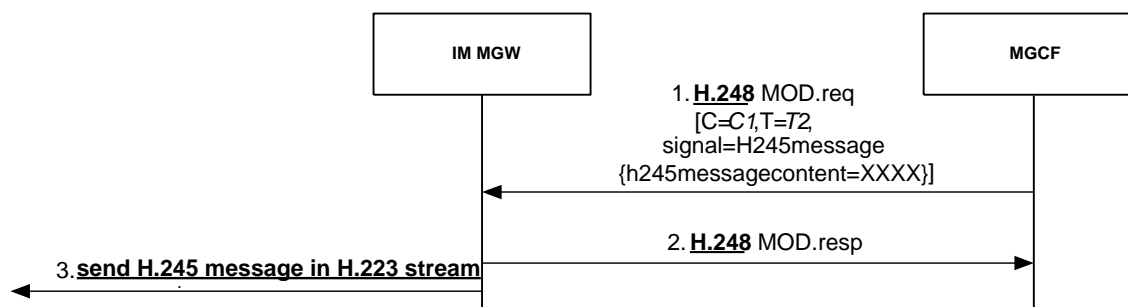 IM MGW
MGCF
1. H.248 MOD.req
[C=C1,T=T2,
signal=H245message
{h245messagecontent=XXXX}]
2. H.248 MOD.resp
3. send H.245 message in H.223 stream